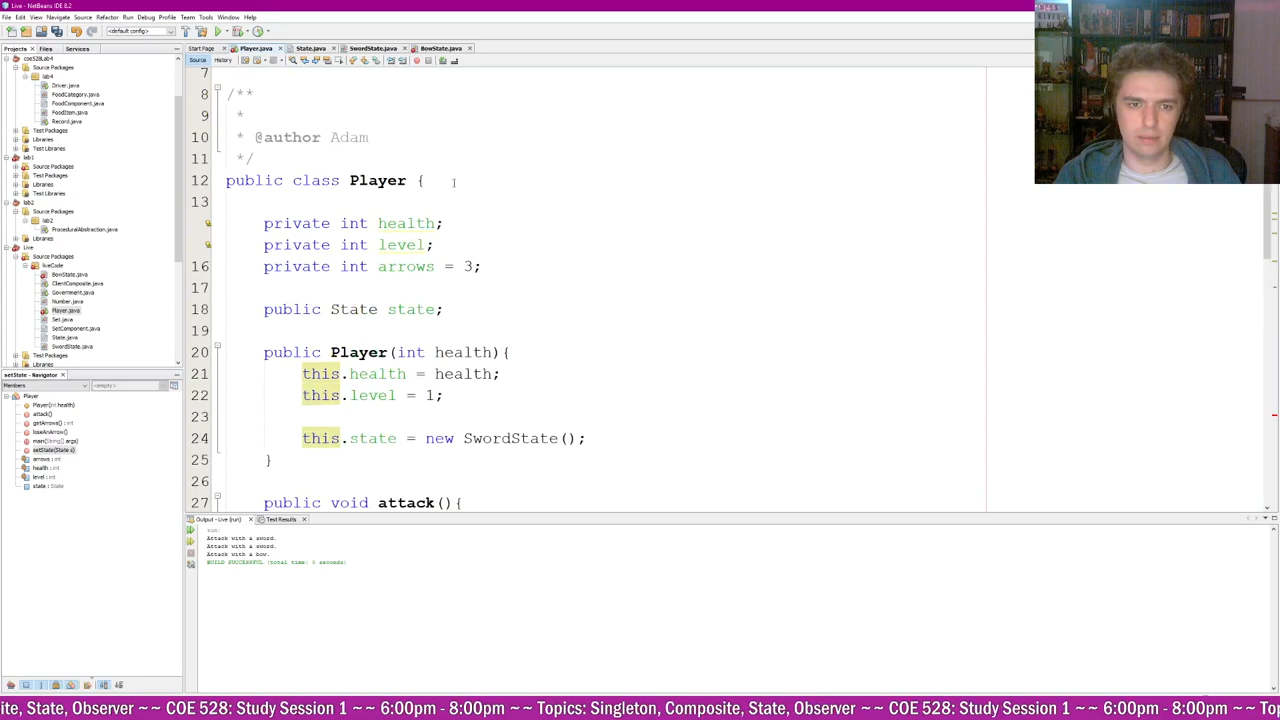 Live - NetBeans IDE 8.2
File Edit View Navigate Source Refactor Run Debug Profile Team Tools Window Help
<default config>
Projects Files Services
Start Page Player.java State.java SwordState.java BowState.java
Source History
coe528Lab4
Source Packages
lab4
Driver.java
FoodCategory.java
FoodComponent.java
FoodItem.java
Record.java
Test Packages
Libraries
Test Libraries
lab1
Source Packages
Test Packages
Libraries
Test Libraries
lab2
Source Packages
lab2
ProceduralAbstraction.java
Libraries
Live
Source Packages
liveCode
BowState.java
ClientComposite.java
Government.java
Number.java
Player.java
Set.java
SetComponent.java
State.java
SwordState.java
Test Packages
Libraries
setState - Navigator
Members <empty>
Player
Player(int health)
attack()
getArrows() : int
loseAnArrow()
main(String[] args)
setState(State s)
arrows : int
health : int
level : int
state : State
7
8 /**
9 *
10 * @author Adam
11 */
12 public class Player {
13
private int health;
private int level;
16 private int arrows = 3;
17
18 public State state;
19
20 public Player(int health) {
21 this.health = health;
22 this.level = 1;
23
24 this.state = new SwordState();
25 }
26
27 public void attack(){
Output - Live (run) Test Results
run:
Attack with a sword.
Attack with a sword.
Attack with a bow.
BUILD SUCCESSFUL (total time: 0 seconds)
ite, State, Observer ~~ COE 528: Study Session 1 ~~ 6:00pm - 8:00pm ~~ Topics: Singleton, Composite, State, Observer ~~ COE 528: Study Session 1 ~~ 6:00pm - 8:00pm ~~ Top